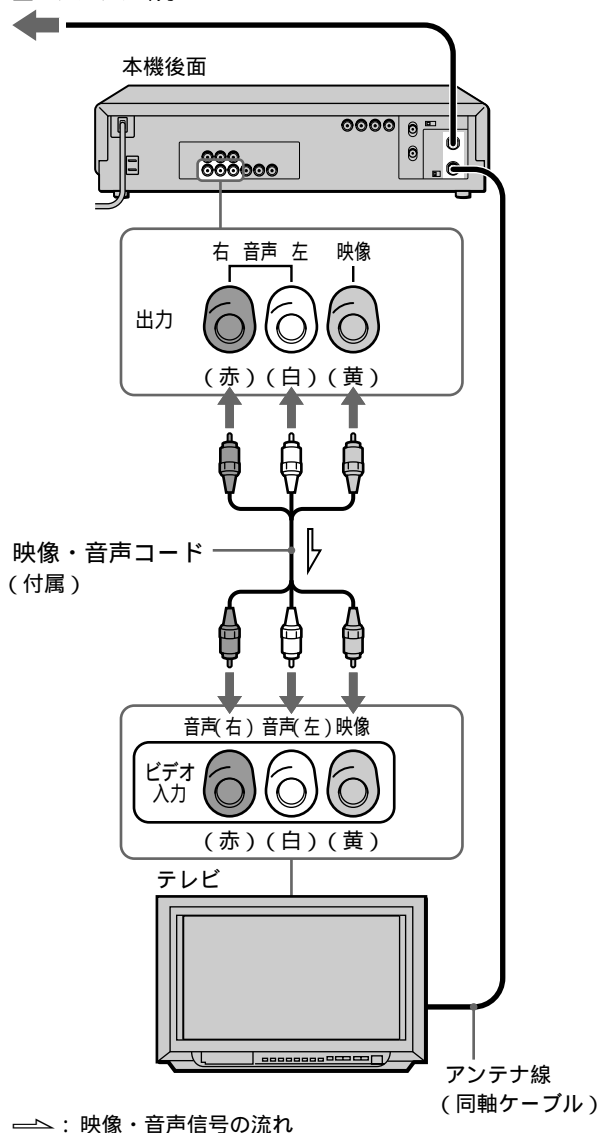 本機後面
右 音声 左 映像
出力
(赤)(白)(黄)
映像・音声コード
(付属)
音声(右) 音声(左) 映像
ビデオ
入力
(赤)(白)(黄)
テレビ
アンテナ線
(同軸ケーブル)
: 映像・音声信号の流れ